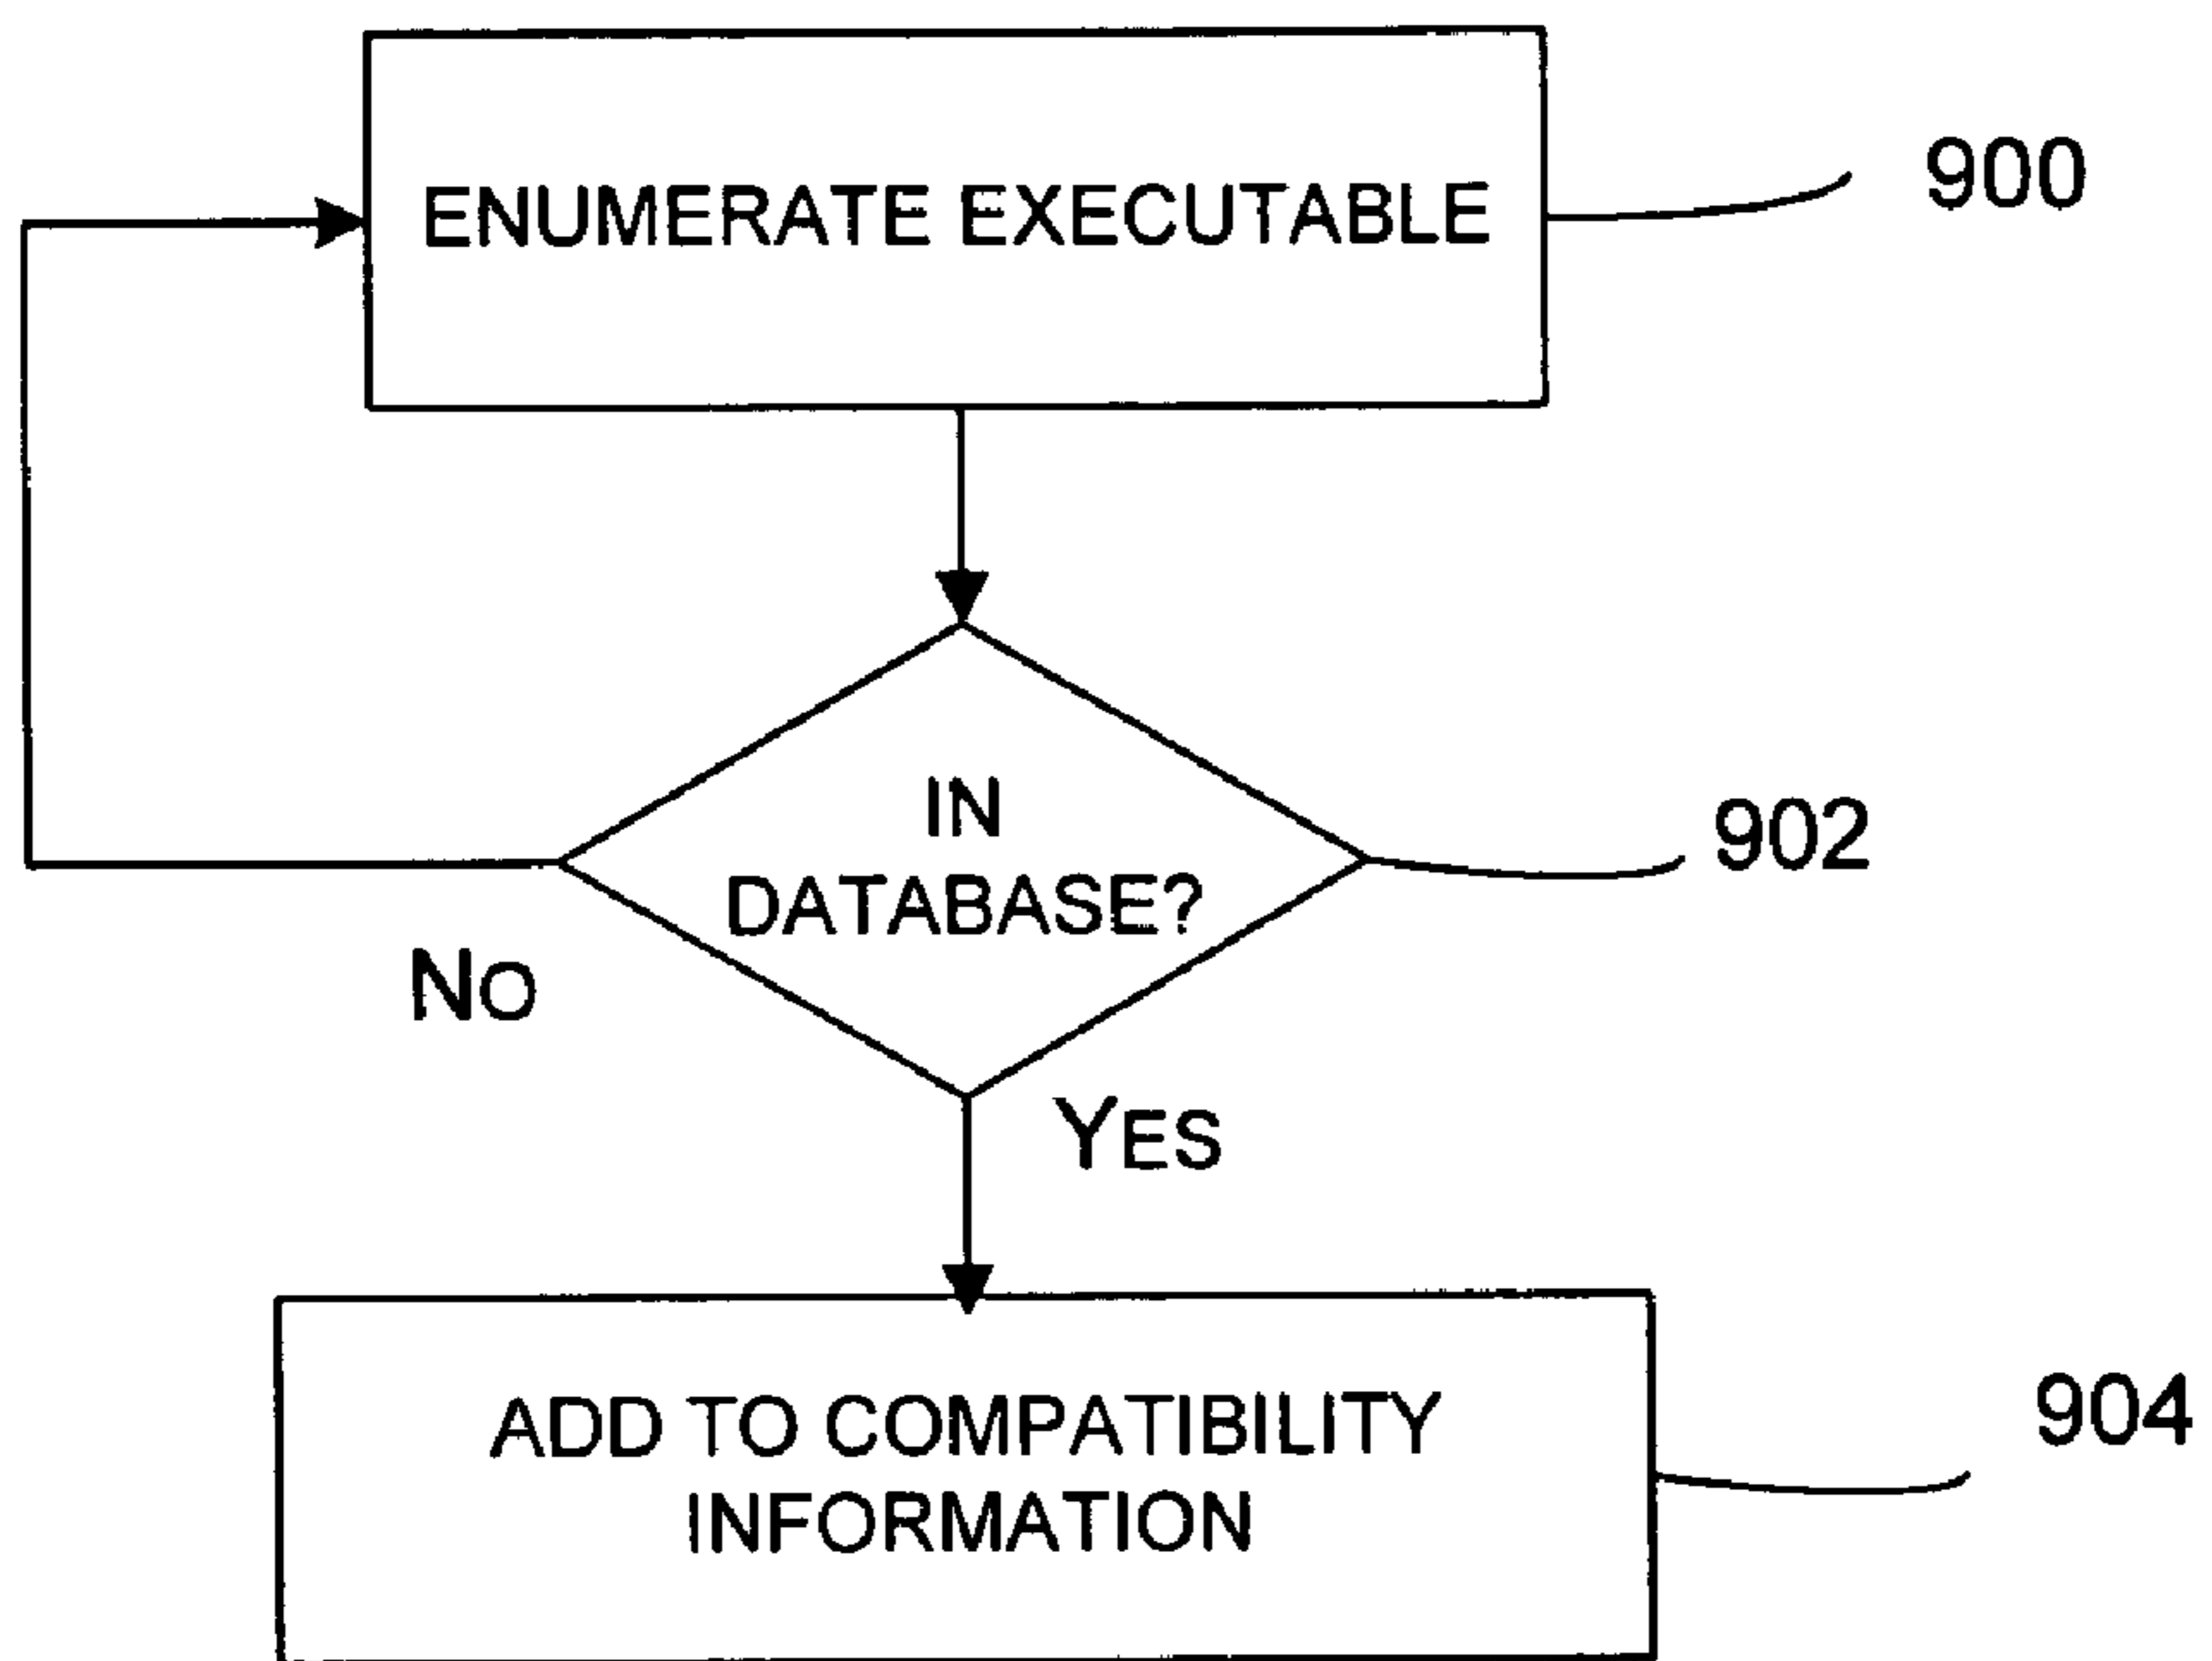 ENUMERATE EXECUTABLE
900
IN
DATABASE?
902
NO
YES
ADD TO COMPATIBILITY
INFORMATION
904